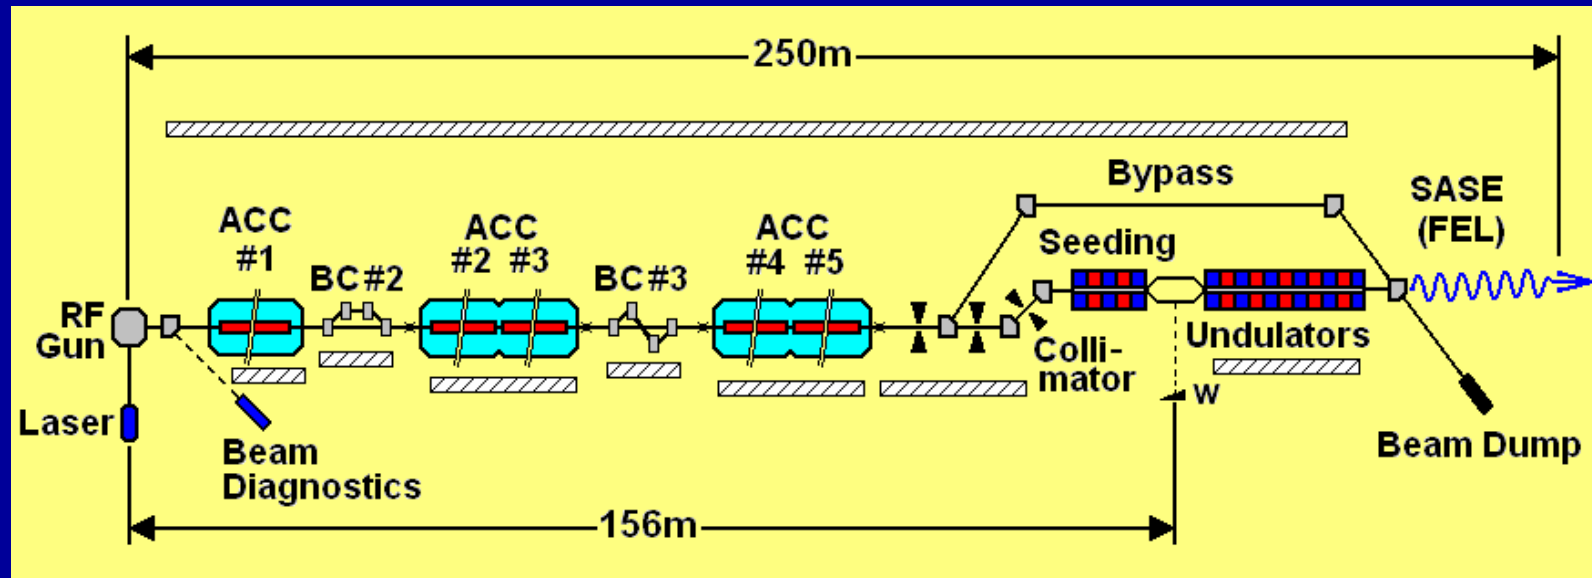 250m
Bypass
SASE
(FEL)
ACC
#1
BC#2
ACC
#2 #3
BC#3
ACC
#4 #5
Seeding
RF
Gun
Undulators
Colli-
mator
W
Laser
Beam
Diagnostics
Beam Dump
156m